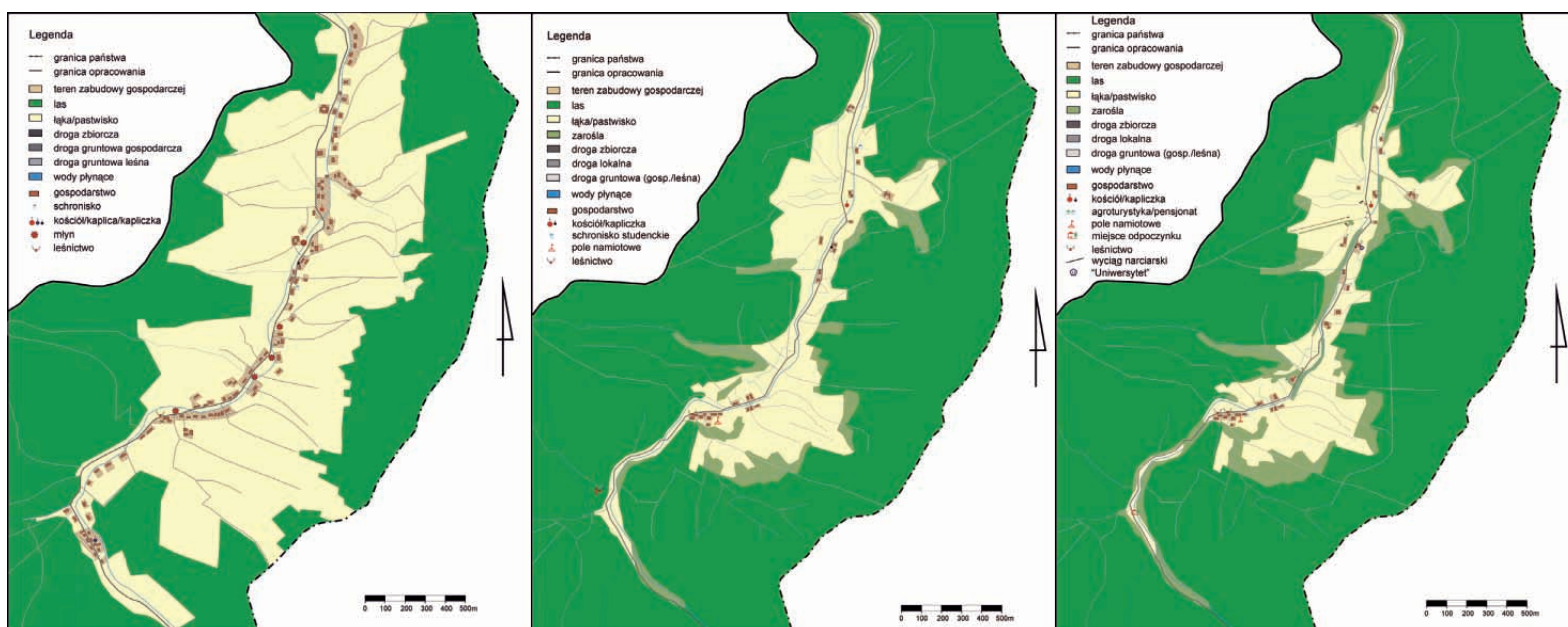 Legenda
granica państwa
granica opracowania
teren zabudowy gospodarczej
las
łąka/pastwisko
droga zbiorcza
droga gruntowa gospodarcza
droga gruntowa leśna
wody płynące
gospodarstwo
schronisko
kościół/kaplica/kapliczka
młyn
leśnictwo
0 100 200 300 400 500m
Legenda
granica państwa
granica opracowania
teren zabudowy gospodarczej
las
łąka/pastwisko
zarośla
droga zbiorcza
droga lokalna
droga gruntowa (gosp./leśna)
wody płynące
gospodarstwo
kościół/kapliczka
schronisko studenckie
pole namiotowe
leśnictwo
0 100 200 300 400 500m
Legenda
granica państwa
granica opracowania
teren zabudowy gospodarczej
las
łąka/pastwisko
zarośla
droga zbiorcza
droga lokalna
droga gruntowa (gosp./leśna)
wody płynące
gospodarstwo
kościół/kapliczka
agroturystyka/pensjonat
pole namiotowe
miejsce odpoczynku
leśnictwo
wyciąg narciarski
"Uniwersytet"
0 100 200 300 400 500m